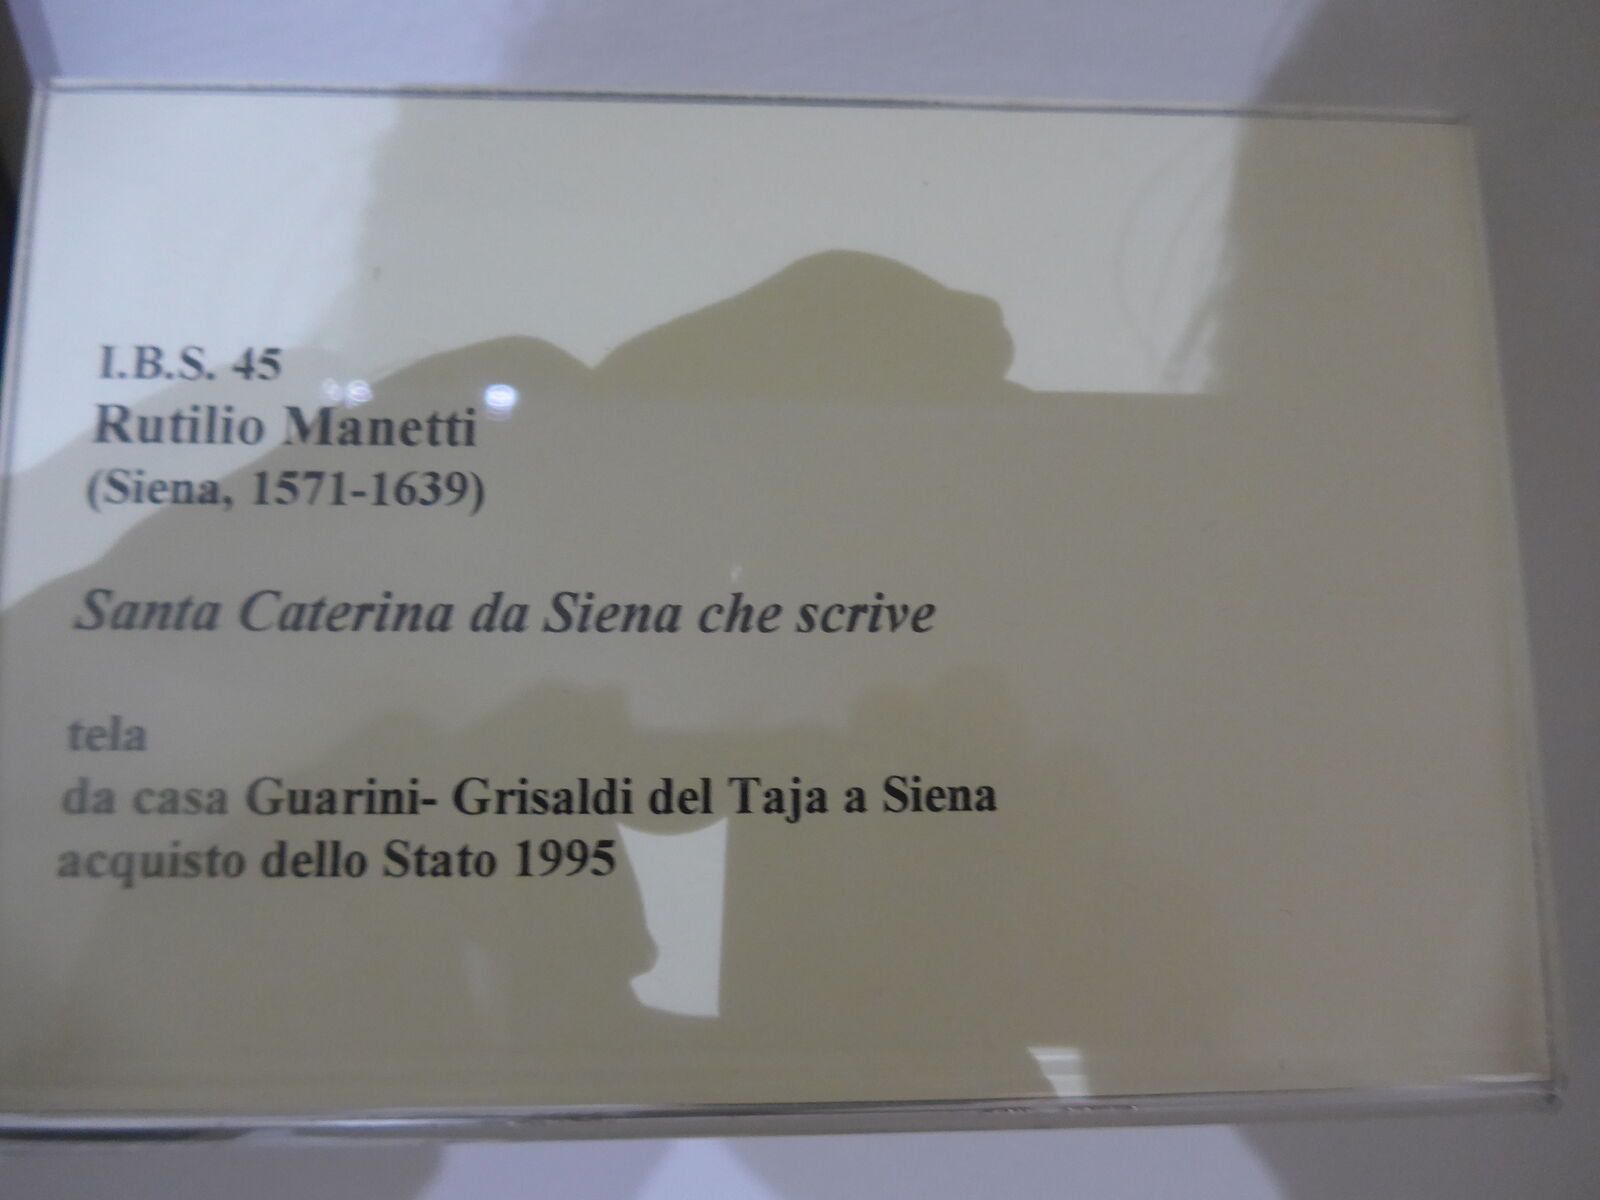 I.B.S. 45
Rutilio Manetti
(Siena, 1571-1639)
Santa Caterina da Siena che scrive
tela
da casa Guarini- Grisaldi del Taja a Siena
acquisto dello Stato 1995